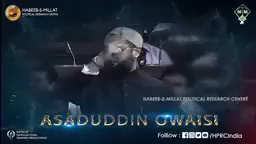 HABEEB-E-MILLAT
POLITICAL RESEARCH CENTRE
HABEEB-E-MILLAT POLITICAL RESEARCH CENTRE
ASADUDDIN OWAISI
Follow : /HPRCIndia